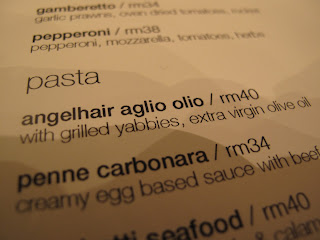 gamberetto / rm34
garlic prawns, oven dried tomatoes, rocket
pepperoni / rm38
pepperoni, mozzarella, tomatoes, herbs
pasta
angelhair aglio olio / rm40
with grilled yabbies, extra virgin olive oil
penne carbonara / rm34
creamy egg based sauce with beef
seafood / rm40
& calam